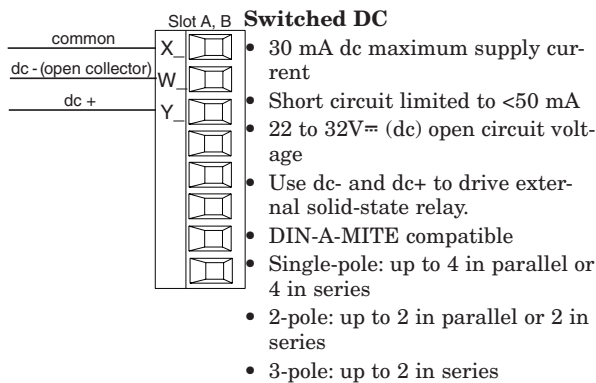 Slot A, B
common
X_
dc - (open collector)
W_
dc +
Y_
Switched DC
• 30 mA dc maximum supply cur-
rent
• Short circuit limited to <50 mA
• 22 to 32V⎓ (dc) open circuit volt-
age
• Use dc- and dc+ to drive exter-
nal solid-state relay.
• DIN-A-MITE compatible
• Single-pole: up to 4 in parallel or
4 in series
• 2-pole: up to 2 in parallel or 2 in
series
• 3-pole: up to 2 in series